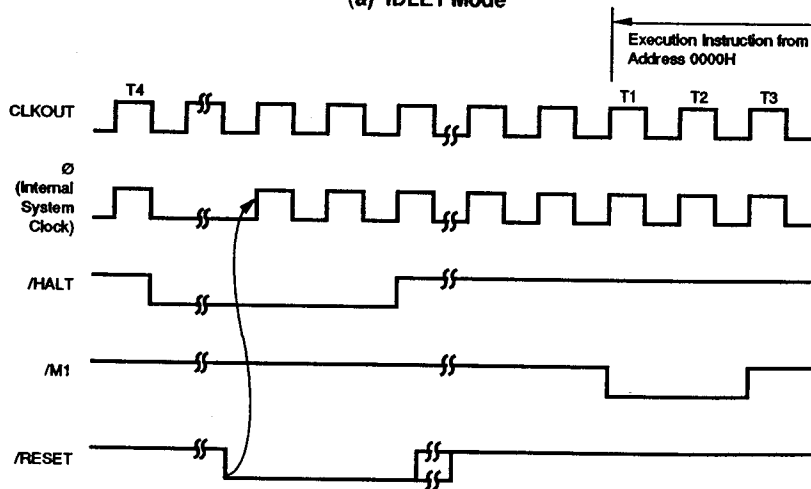 (a) IDLE1 Mode
Execution Instruction from
Address 0000H
T4
T1
T2
T3
CLKOUT
Ø
(Internal
System
Clock)
/HALT
/M1
/RESET